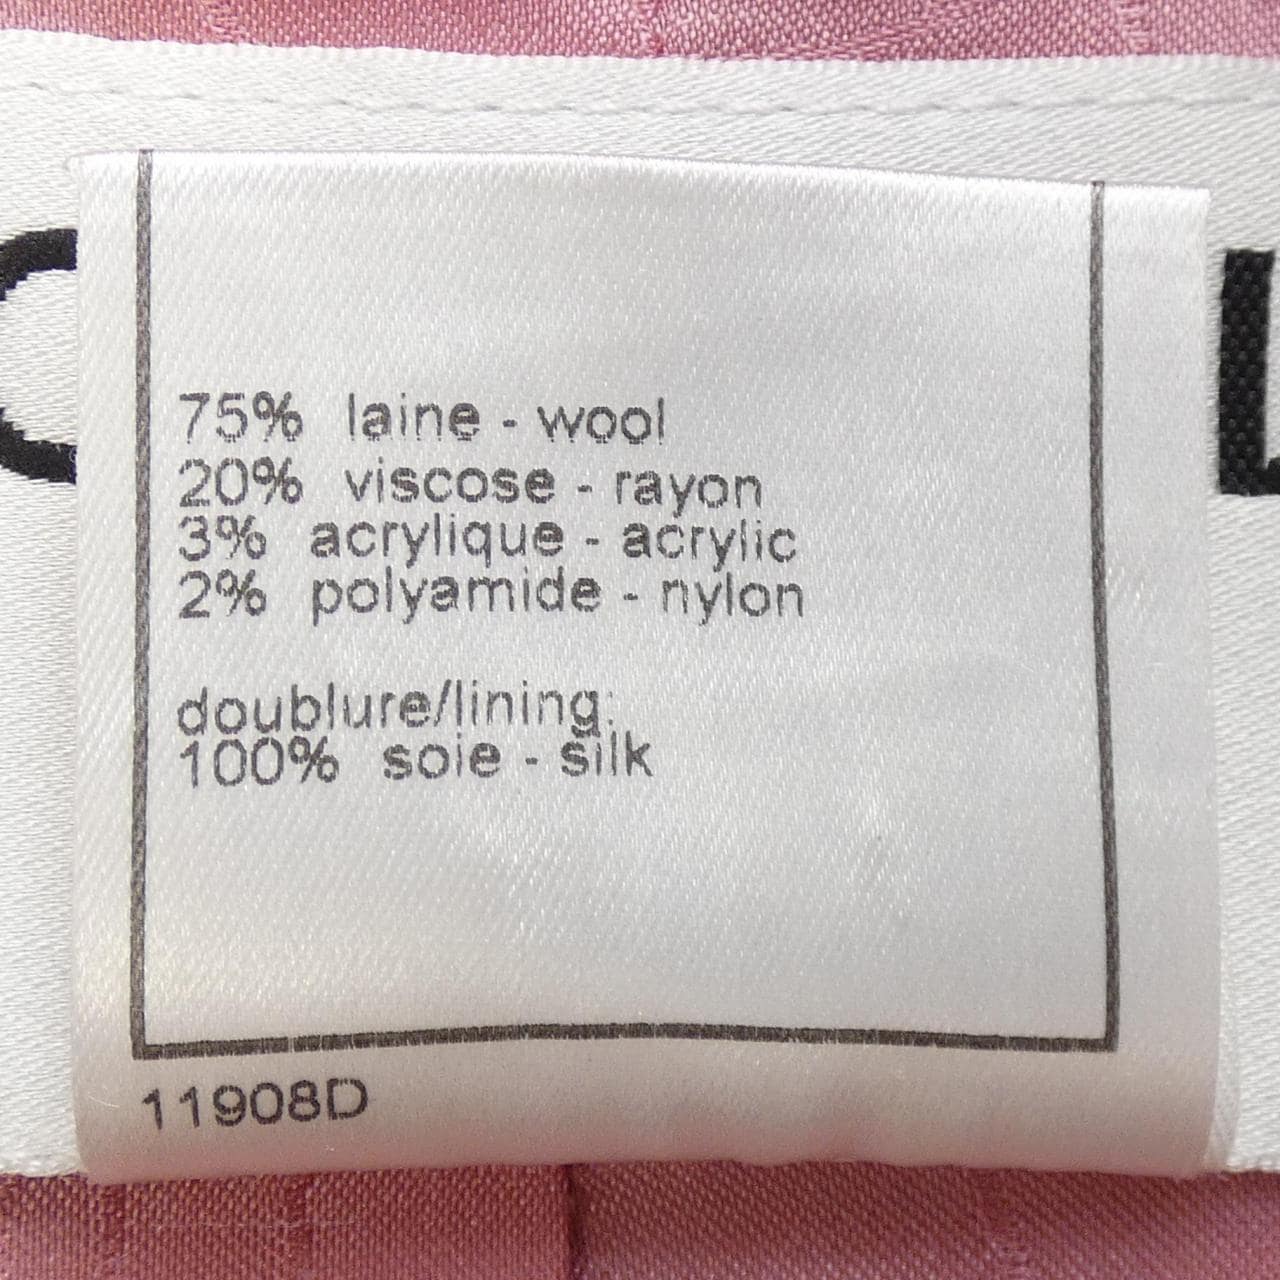 C
L
75% laine - wool
20% viscose - rayon
3% acrylique - acrylic
2% polyamide - nylon
doublure/lining:
100% soie - silk
11908D